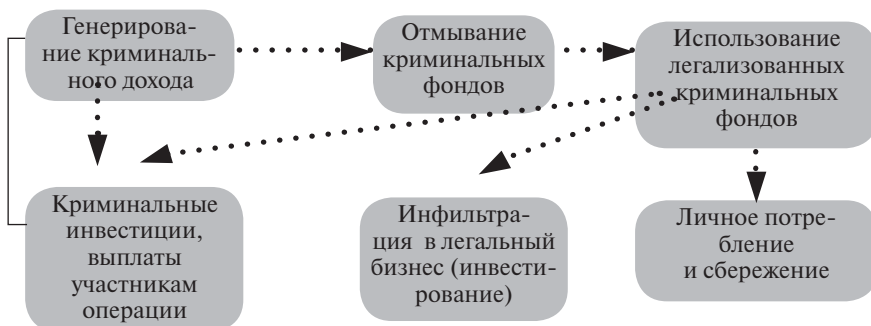 Генерирова-
ние криминаль-
ного дохода
Отмывание
криминальных
фондов
Использование
легализованных
криминальных
фондов
Криминальные
инвестиции,
выплаты
участникам
операции
Инфильтра-
ция в легальный
бизнес (инвести-
рование)
Личное потре-
бление
и сбережение